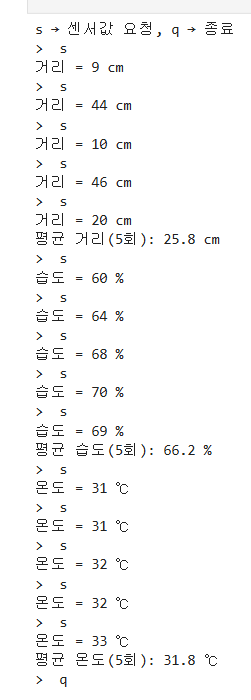 s → 센서값 요청, q → 종료
> s
거리 = 9 cm
> s
거리 = 44 cm
> s
거리 = 10 cm
> s
거리 = 46 cm
> s
거리 = 20 cm
평균 거리(5회): 25.8 cm
> s
습도 = 60 %
> s
습도 = 64 %
> s
습도 = 68 %
> s
습도 = 70 %
> s
습도 = 69 %
평균 습도(5회): 66.2 %
> s
온도 = 31 ℃
> s
온도 = 31 ℃
> s
온도 = 32 ℃
> s
온도 = 32 ℃
> s
온도 = 33 ℃
평균 온도(5회): 31.8 ℃
> q